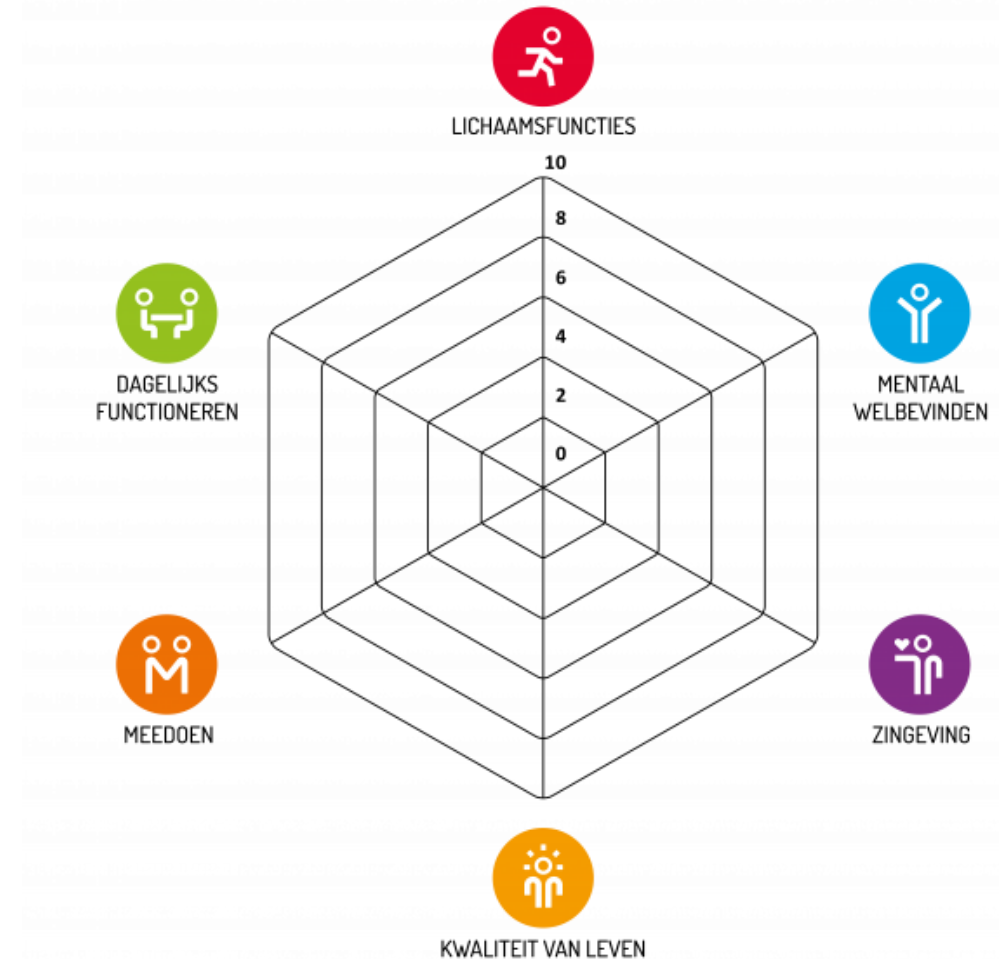 LICHAAMSFUNCTIES
10
8
6
4
2
0
DAGELIJKS
FUNCTIONEREN
MENTAAL
WELBEVINDEN
MEEDOEN
ZINGEVING
KWALITEIT VAN LEVEN